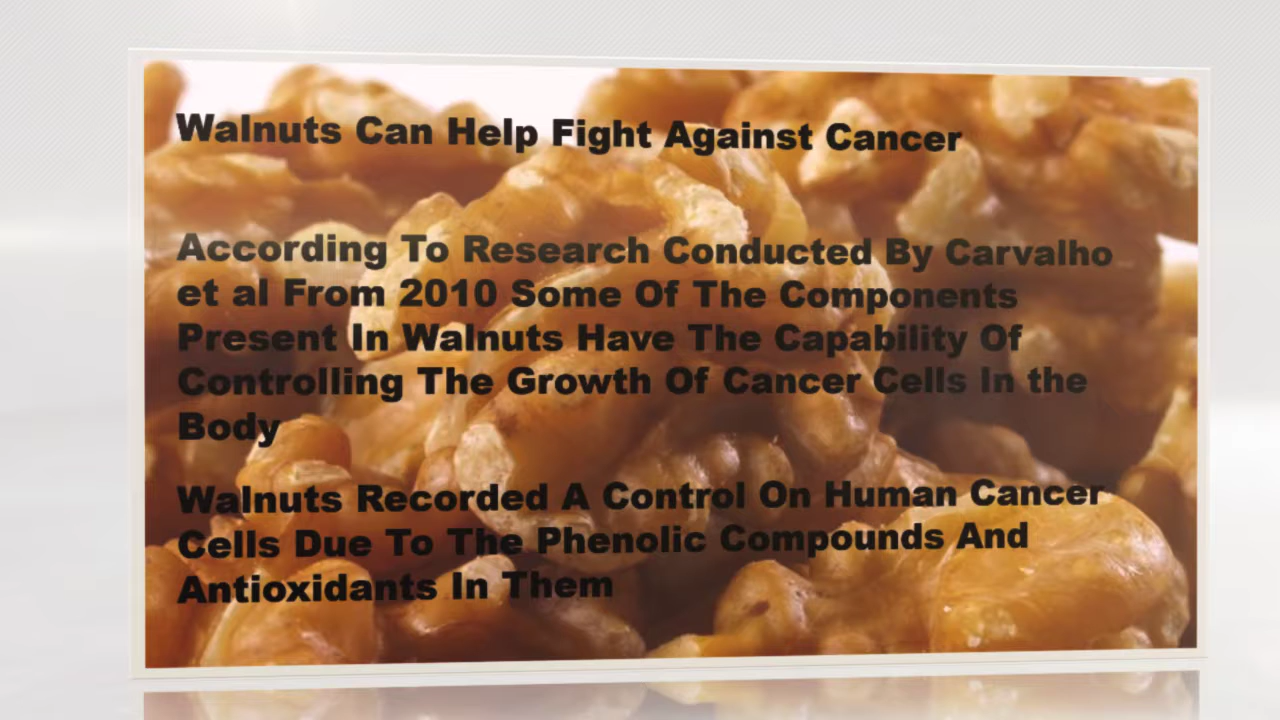 Walnuts Can Help Fight Against Cancer
According To Research Conducted By Carvalho
et al From 2010 Some Of The Components
Present In Walnuts Have The Capability Of
Controlling The Growth Of Cancer Cells In the
Body
Walnuts Recorded A Control On Human Cancer
Cells Due To The Phenolic Compounds And
Antioxidants In Them